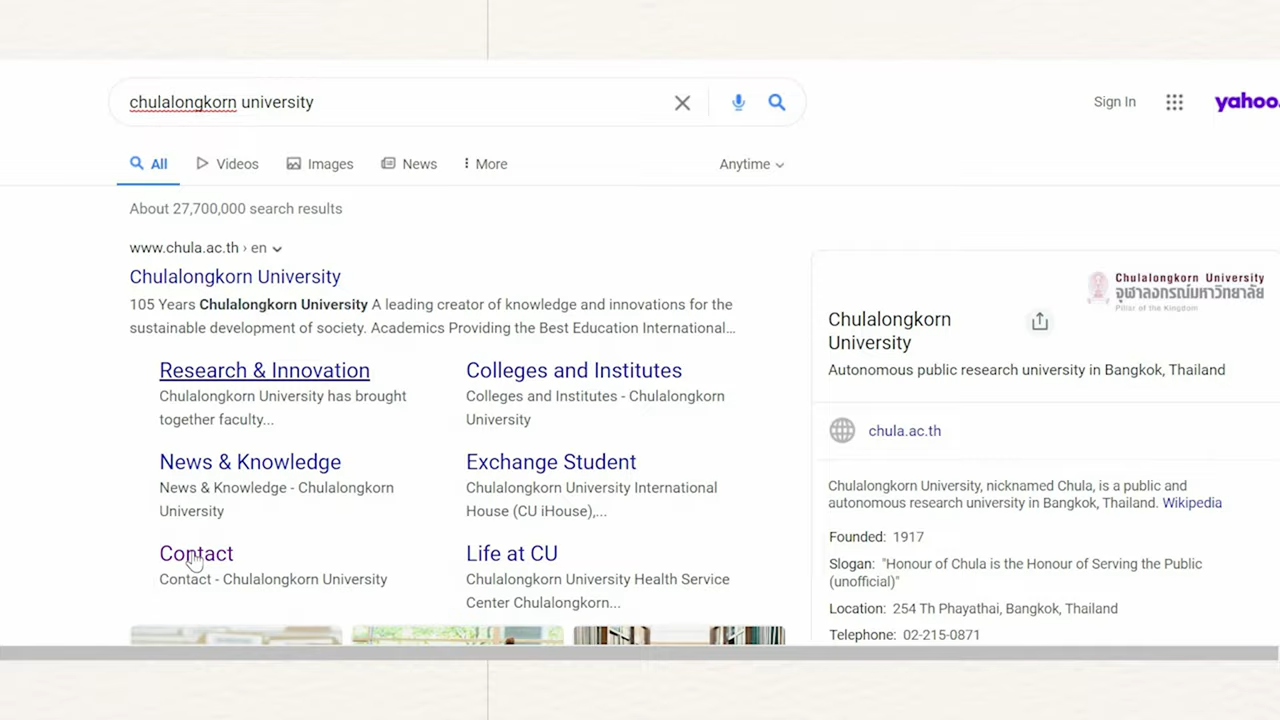 chulalongkorn university
Sign In
yahoo
All
Videos
Images
News
More
Anytime
About 27,700,000 search results
www.chula.ac.th › en
Chulalongkorn University
105 Years Chulalongkorn University A leading creator of knowledge and innovations for the
sustainable development of society. Academics Providing the Best Education International...
Research & Innovation
Chulalongkorn University has brought
together faculty...
Colleges and Institutes
Colleges and Institutes - Chulalongkorn
University
News & Knowledge
News & Knowledge - Chulalongkorn
University
Exchange Student
Chulalongkorn University International
House (CU iHouse),...
Contact
Contact - Chulalongkorn University
Life at CU
Chulalongkorn University Health Service
Center Chulalongkorn...
Chulalongkorn University
จุฬาลงกรณ์มหาวิทยาลัย
Pillar of the Kingdom
Chulalongkorn
University
Autonomous public research university in Bangkok, Thailand
chula.ac.th
Chulalongkorn University, nicknamed Chula, is a public and
autonomous research university in Bangkok, Thailand. Wikipedia
Founded: 1917
Slogan: "Honour of Chula is the Honour of Serving the Public
(unofficial)"
Location: 254 Th Phayathai, Bangkok, Thailand
Telephone: 02-215-0871